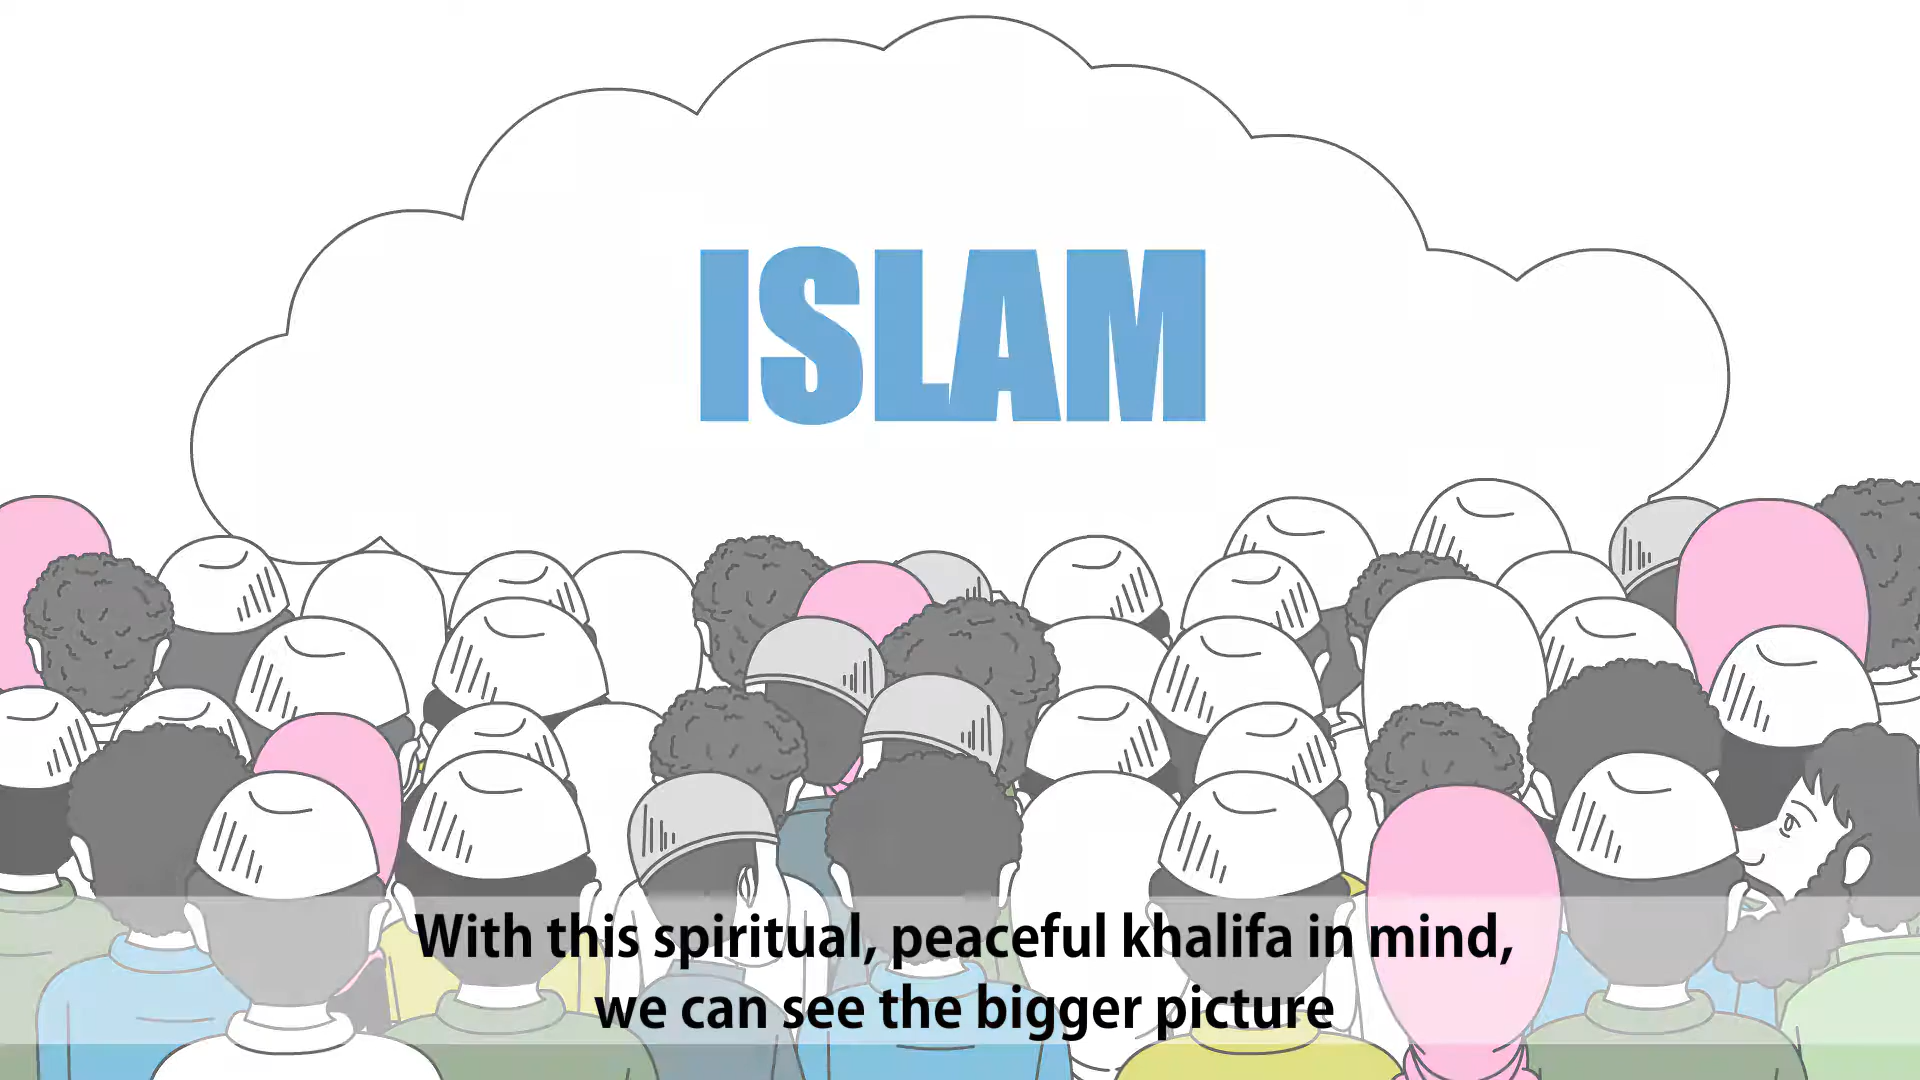 ISLAM
With this spiritual, peaceful khalifa in mind,
we can see the bigger picture